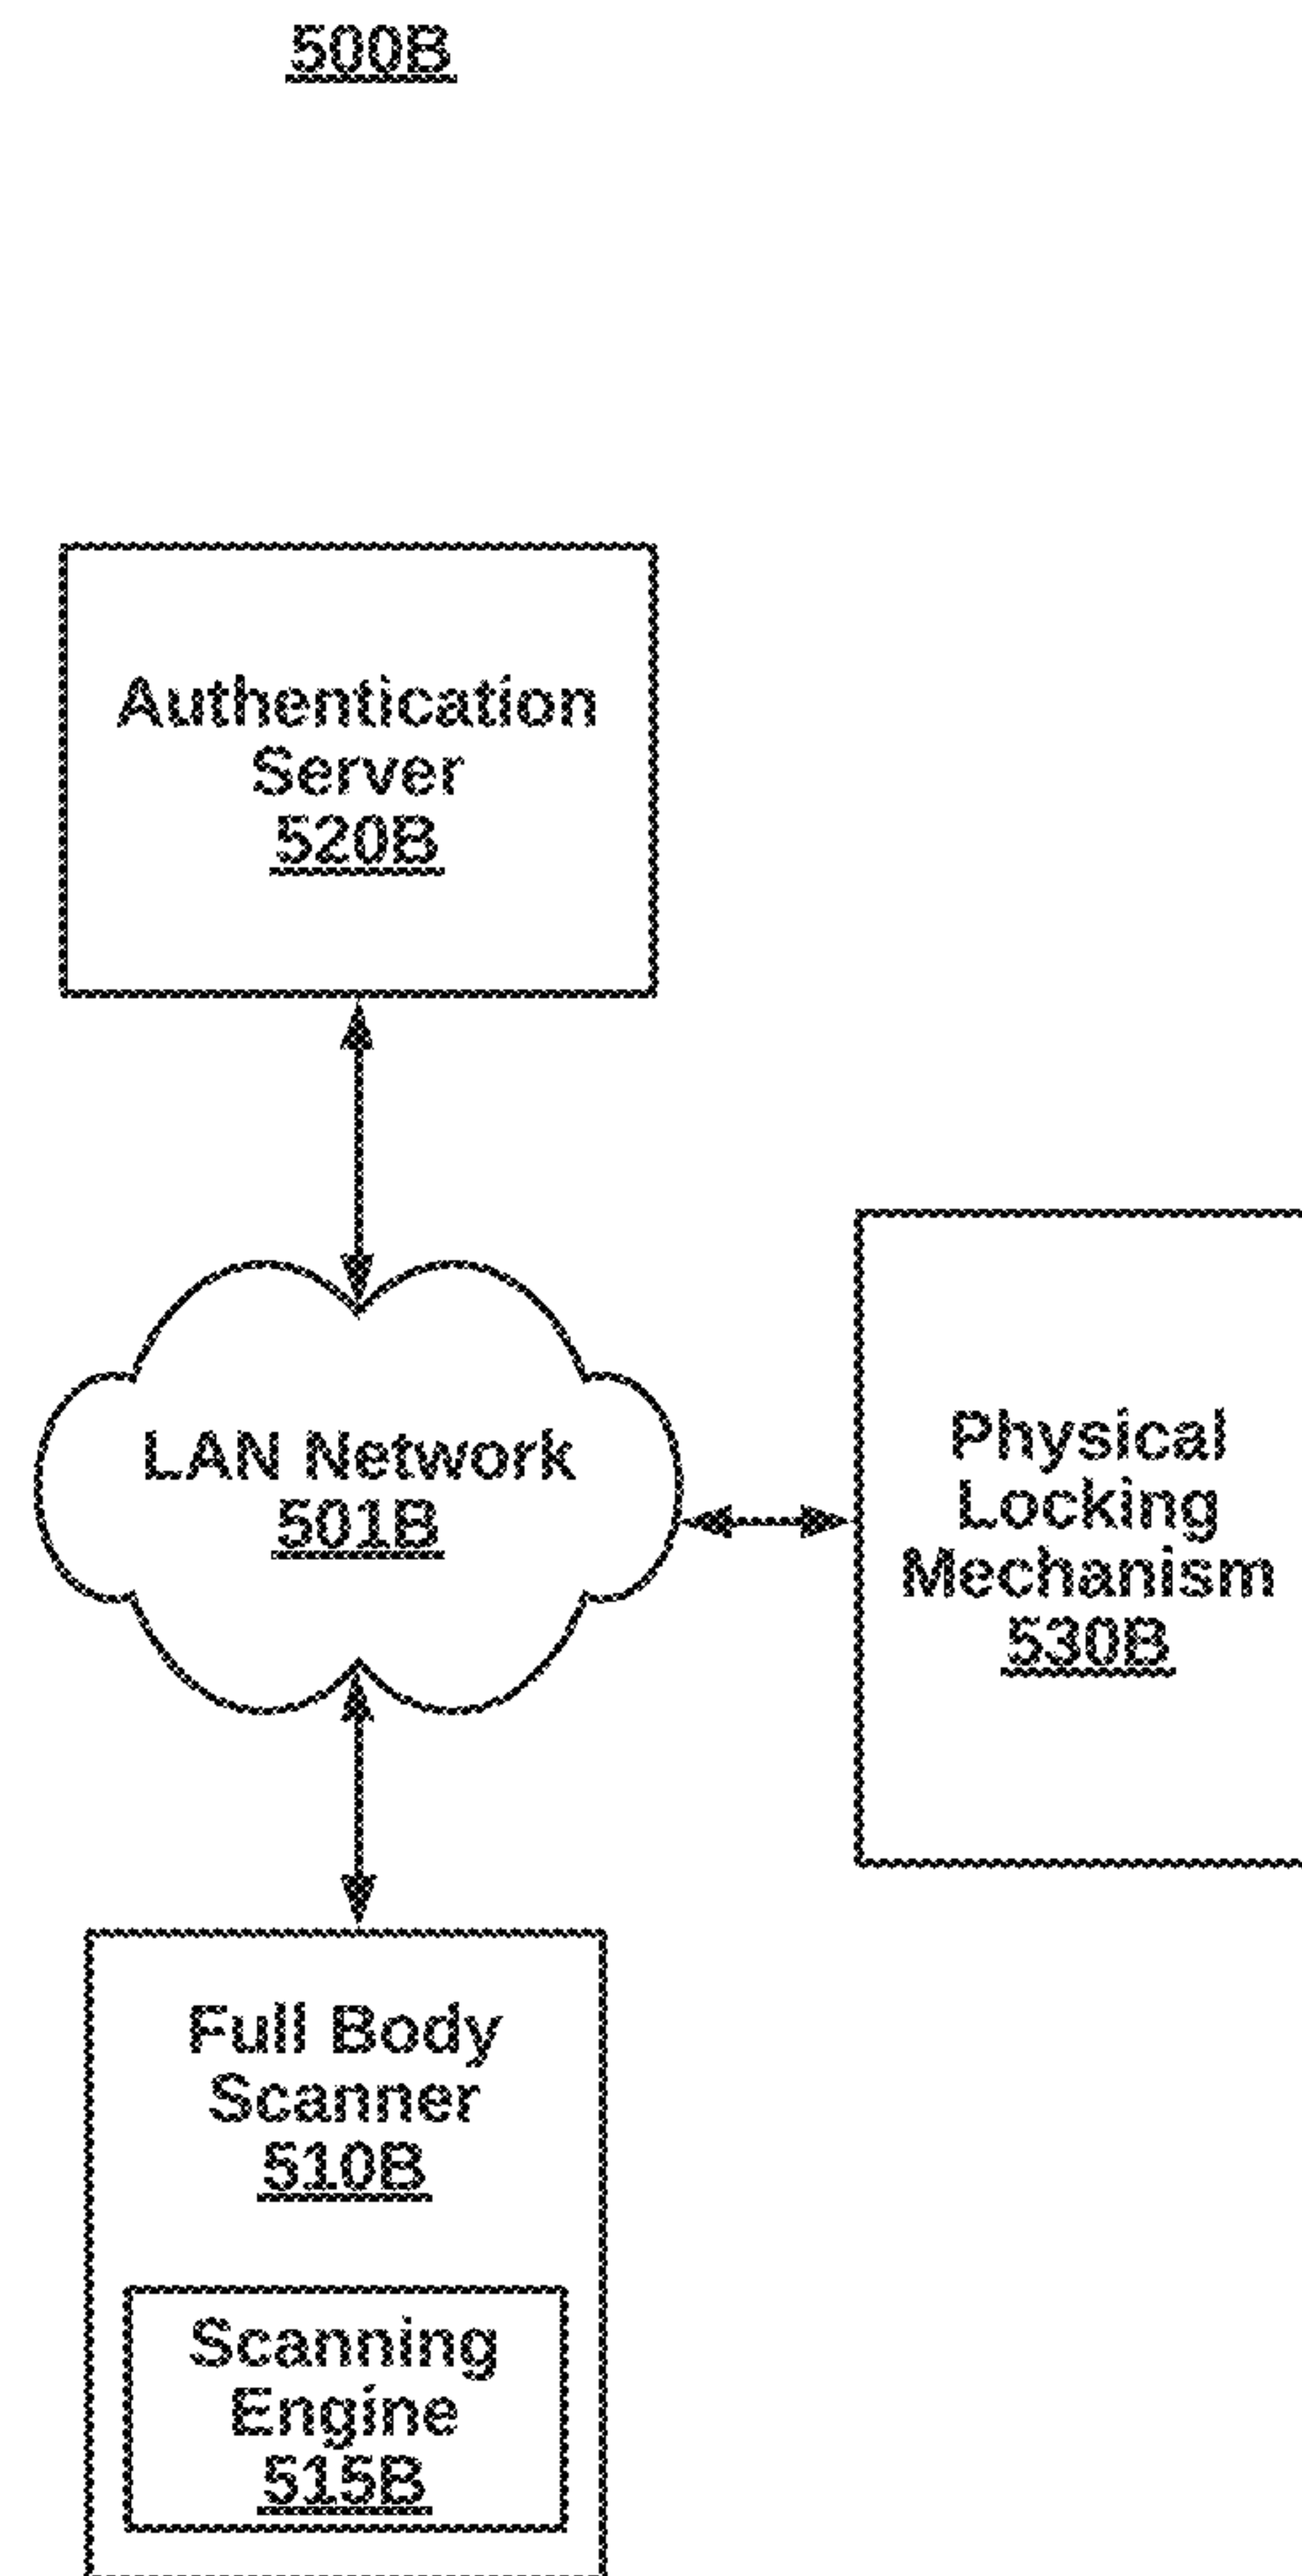 500B
Authentication
Server
520B
LAN Network
501B
Physical
Locking
Mechanism
530B
Full Body
Scanner
510B
Scanning
Engine
515B